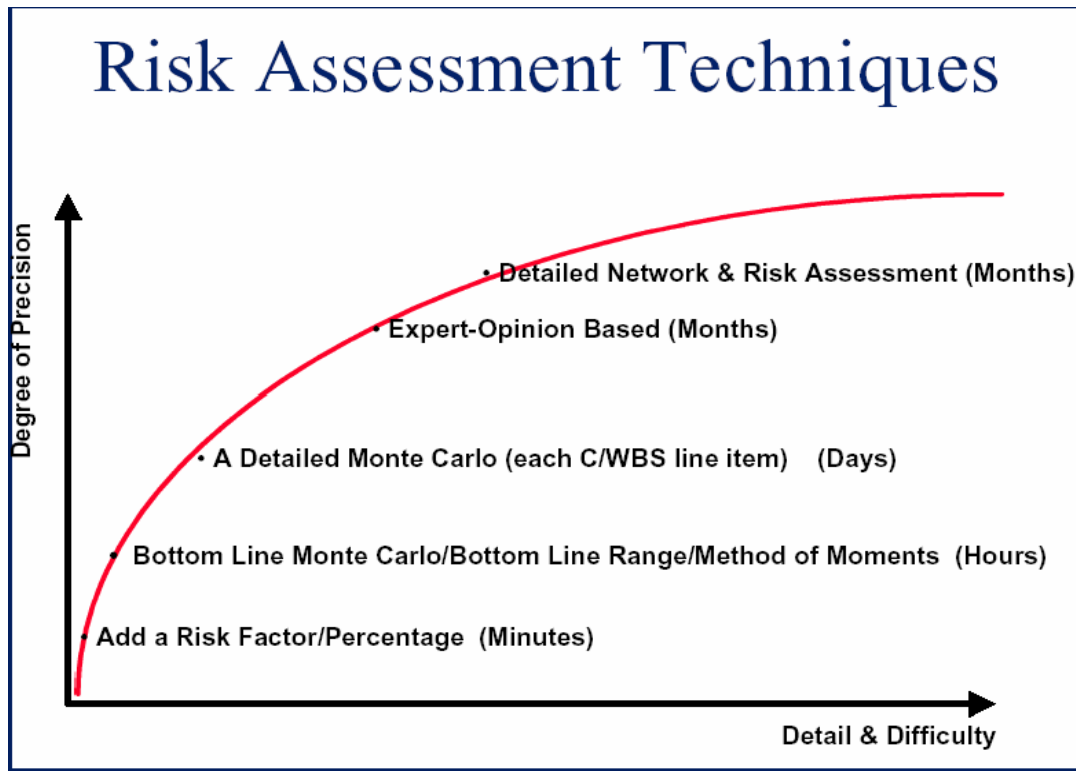 Risk Assessment Techniques
Degree of Precision
• Detailed Network & Risk Assessment (Months)
• Expert-Opinion Based (Months)
• A Detailed Monte Carlo (each C/WBS line item) (Days)
• Bottom Line Monte Carlo/Bottom Line Range/Method of Moments (Hours)
• Add a Risk Factor/Percentage (Minutes)
Detail & Difficulty